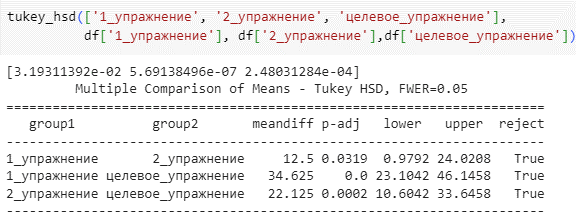 tukey_hsd(['1_упражнение', '2_упражнение', 'целевое_упражнение'],
df['1_упражнение'], df['2_упражнение'],df['целевое_упражнение'])
[3.19311392e-02 5.69138496e-07 2.48031284e-04]
Multiple Comparison of Means - Tukey HSD, FWER=0.05
====================================================================
group1 group2 meandiff p-adj lower upper reject
--------------------------------------------------------------------
1_упражнение 2_упражнение 12.5 0.0319 0.9792 24.0208 True
1_упражнение целевое_упражнение 34.625 0.0 23.1042 46.1458 True
2_упражнение целевое_упражнение 22.125 0.0002 10.6042 33.6458 True
--------------------------------------------------------------------